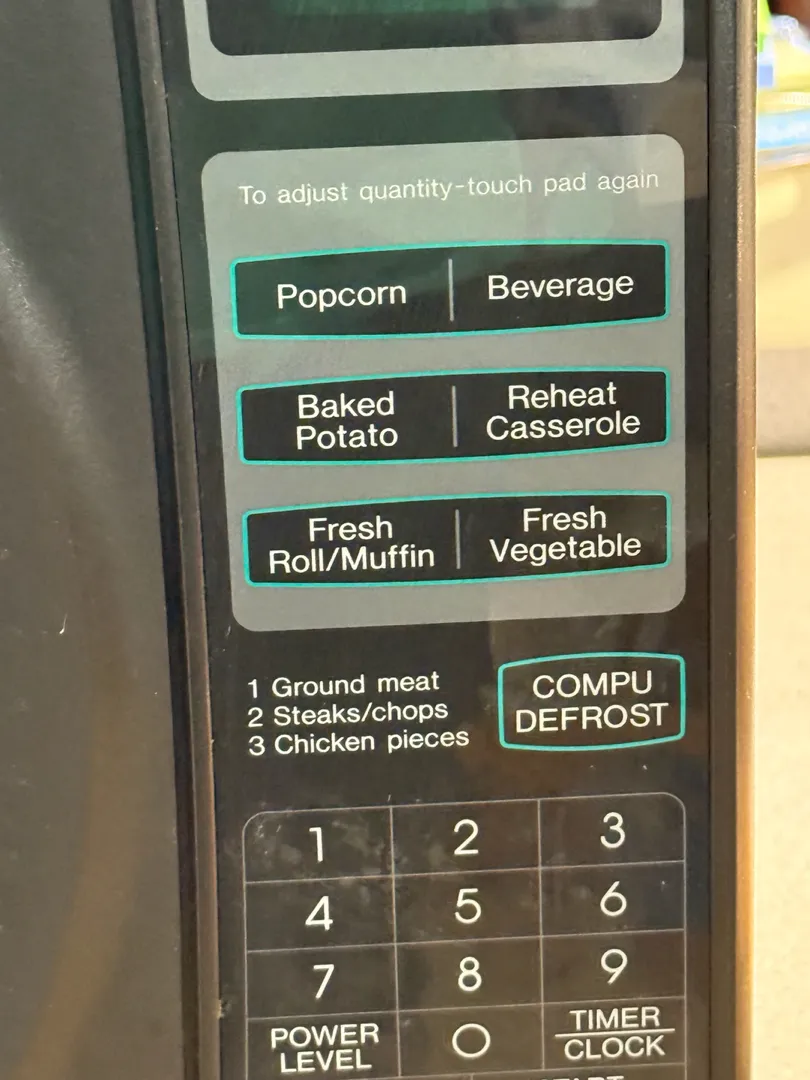 To adjust quantity-touch pad again
Popcorn
Beverage
Baked
Potato
Reheat
Casserole
Fresh
Roll/Muffin
Fresh
Vegetable
1 Ground meat
2 Steaks/chops
3 Chicken pieces
COMPU
DEFROST
1 2 3
4 5 6
7 8 9
POWER
LEVEL
0
TIMER
CLOCK